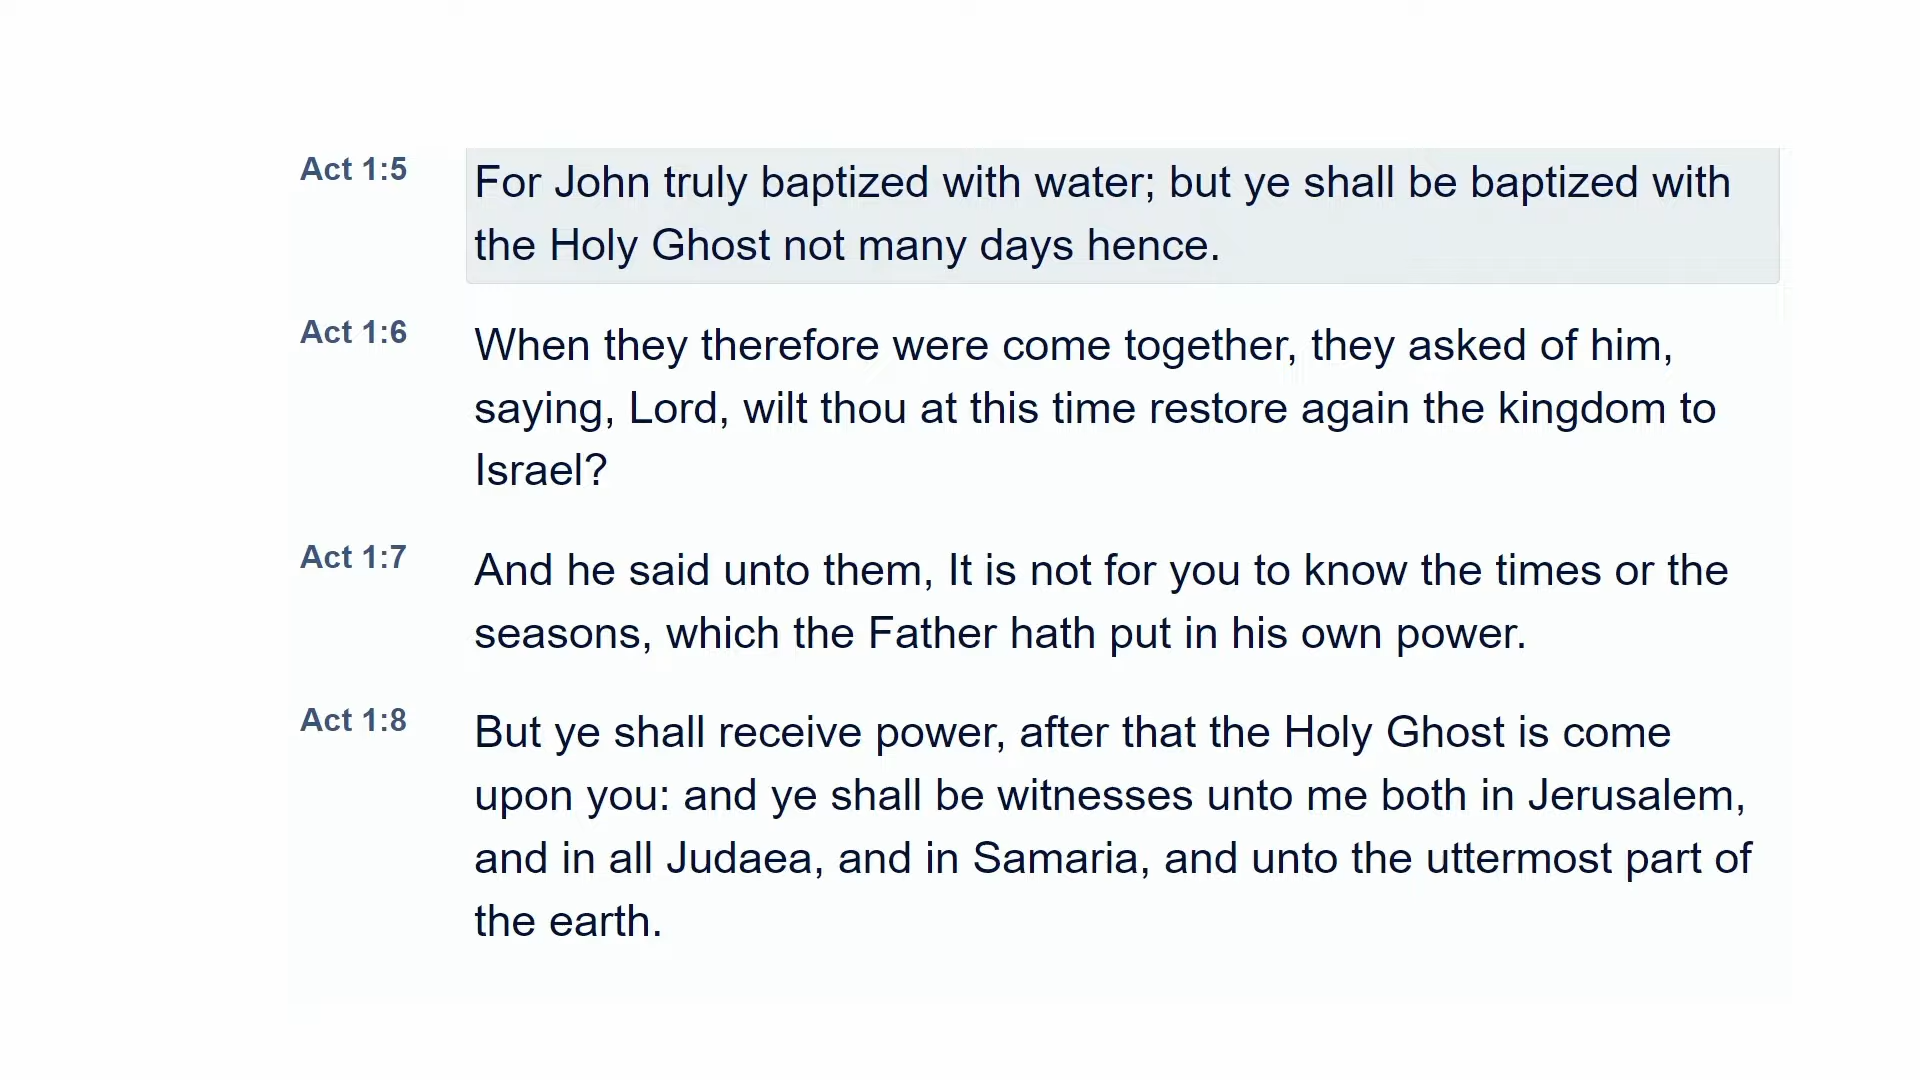 Act 1:5 For John truly baptized with water; but ye shall be baptized with
the Holy Ghost not many days hence.
Act 1:6 When they therefore were come together, they asked of him,
saying, Lord, wilt thou at this time restore again the kingdom to
Israel?
Act 1:7 And he said unto them, It is not for you to know the times or the
seasons, which the Father hath put in his own power.
Act 1:8 But ye shall receive power, after that the Holy Ghost is come
upon you: and ye shall be witnesses unto me both in Jerusalem,
and in all Judaea, and in Samaria, and unto the uttermost part of
the earth.